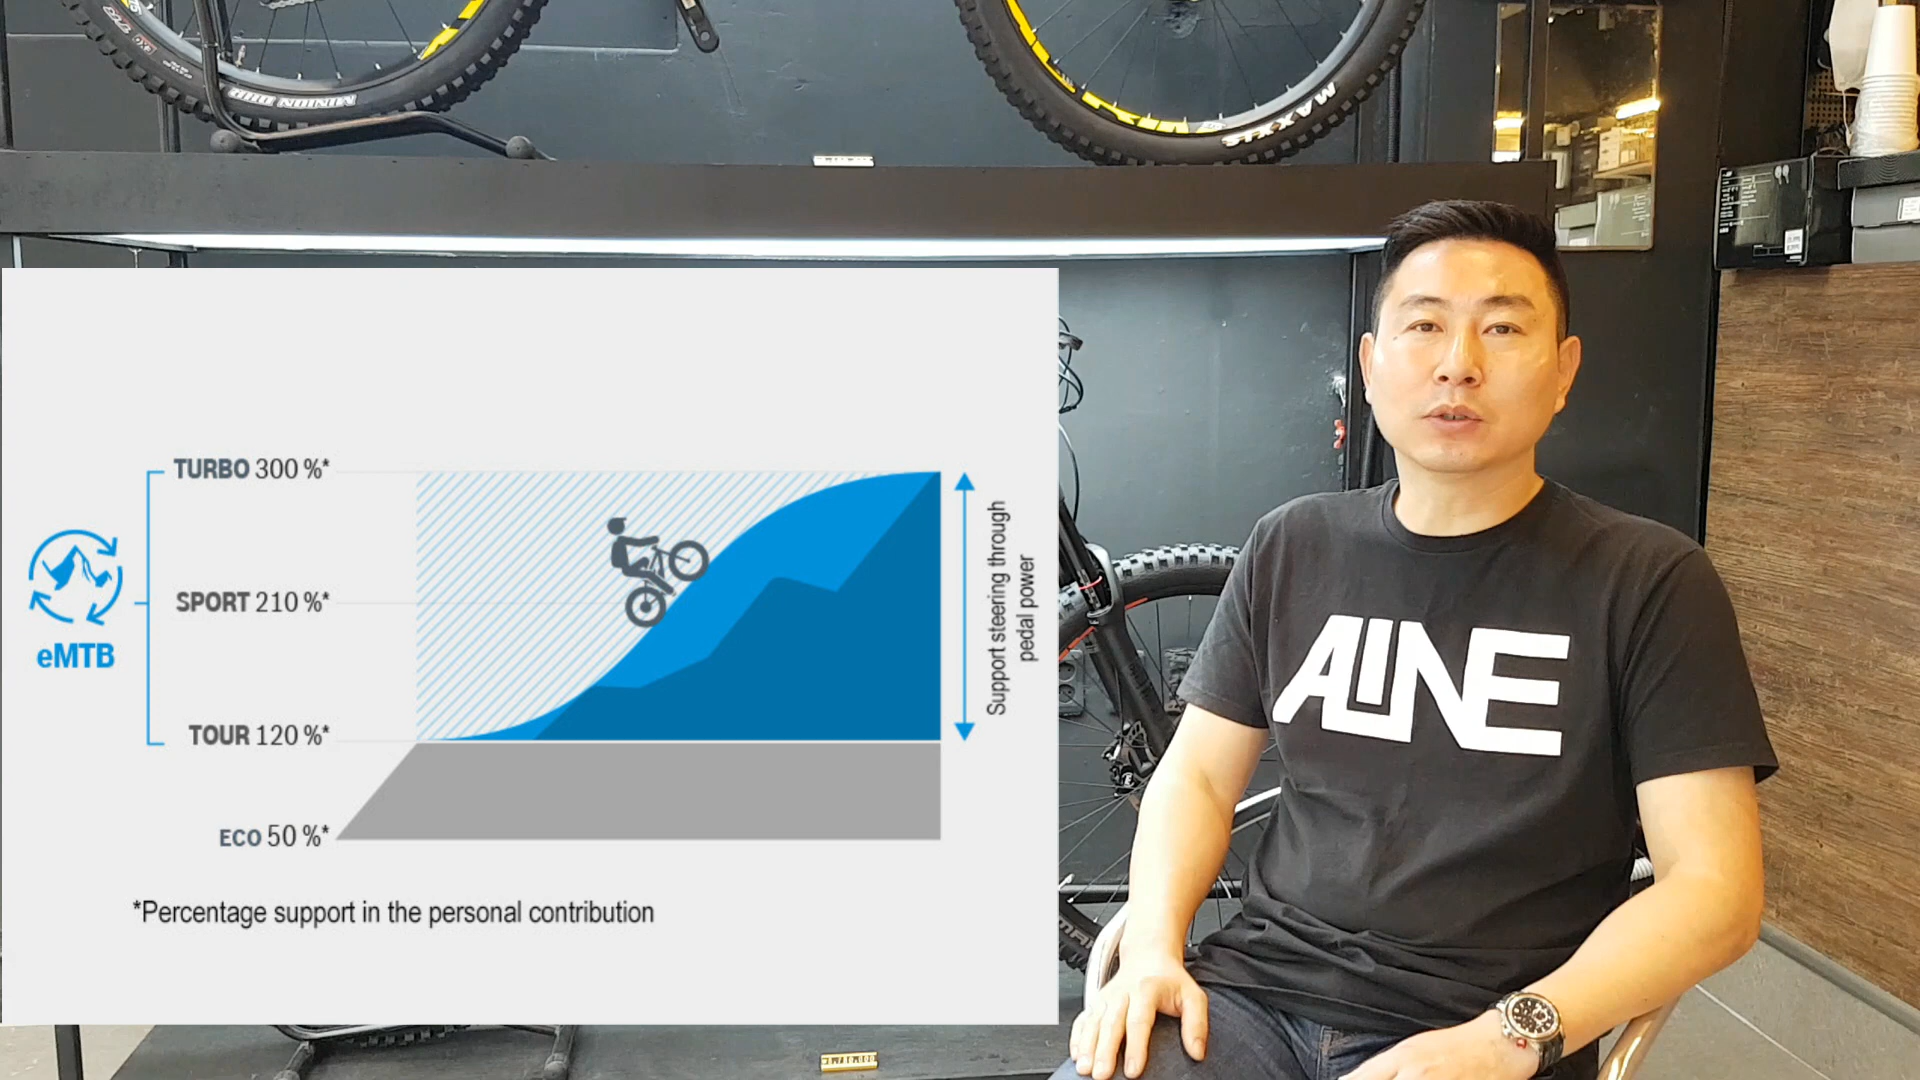 MINION DHR
MAXXIS
TURBO 300 %*
SPORT 210 %*
eMTB
TOUR 120 %*
ECO 50 %*
Support steering through
pedal power
*Percentage support in the personal contribution
ALINE